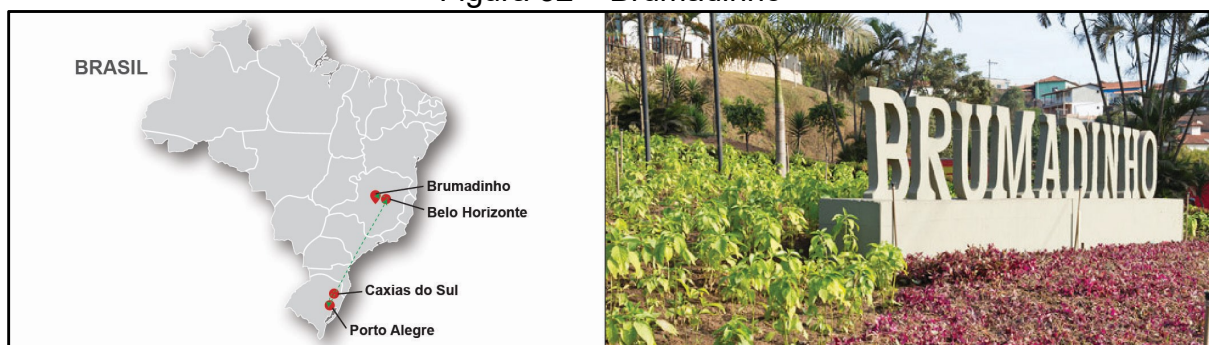 BRASIL
Brumadinho
Belo Horizonte
Caxias do Sul
Porto Alegre
BRUMADINHO